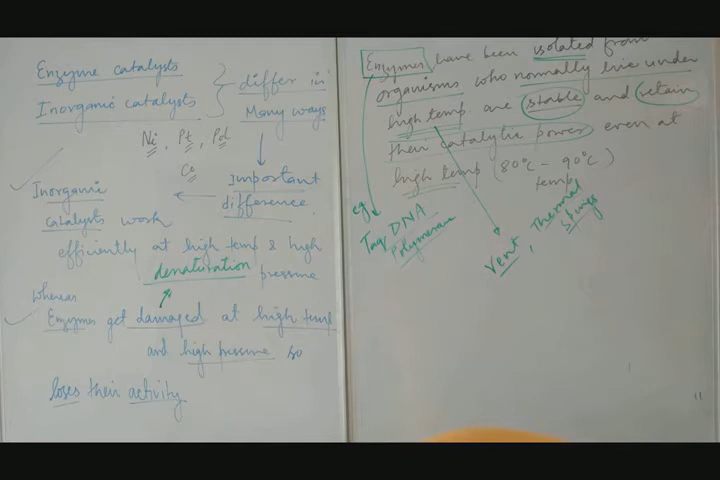 Enzyme catalysts
Inorganic catalysts
differ in
Many ways
Ni, Pt, Pd
Co
Important
difference
Inorganic
catalysts work
efficiently at high temp & high
denaturation pressure
whereas
Enzymes get damaged at high temp
and high pressure so
loses their activity
Enzymes have been isolated from
organisms who normally live under
high temp. are stable and retain
their catalytic power even at
high temp (80°C - 90°C)
temp
eg
Taq DNA
Polymerase
Vent, Thermal
Springs
11